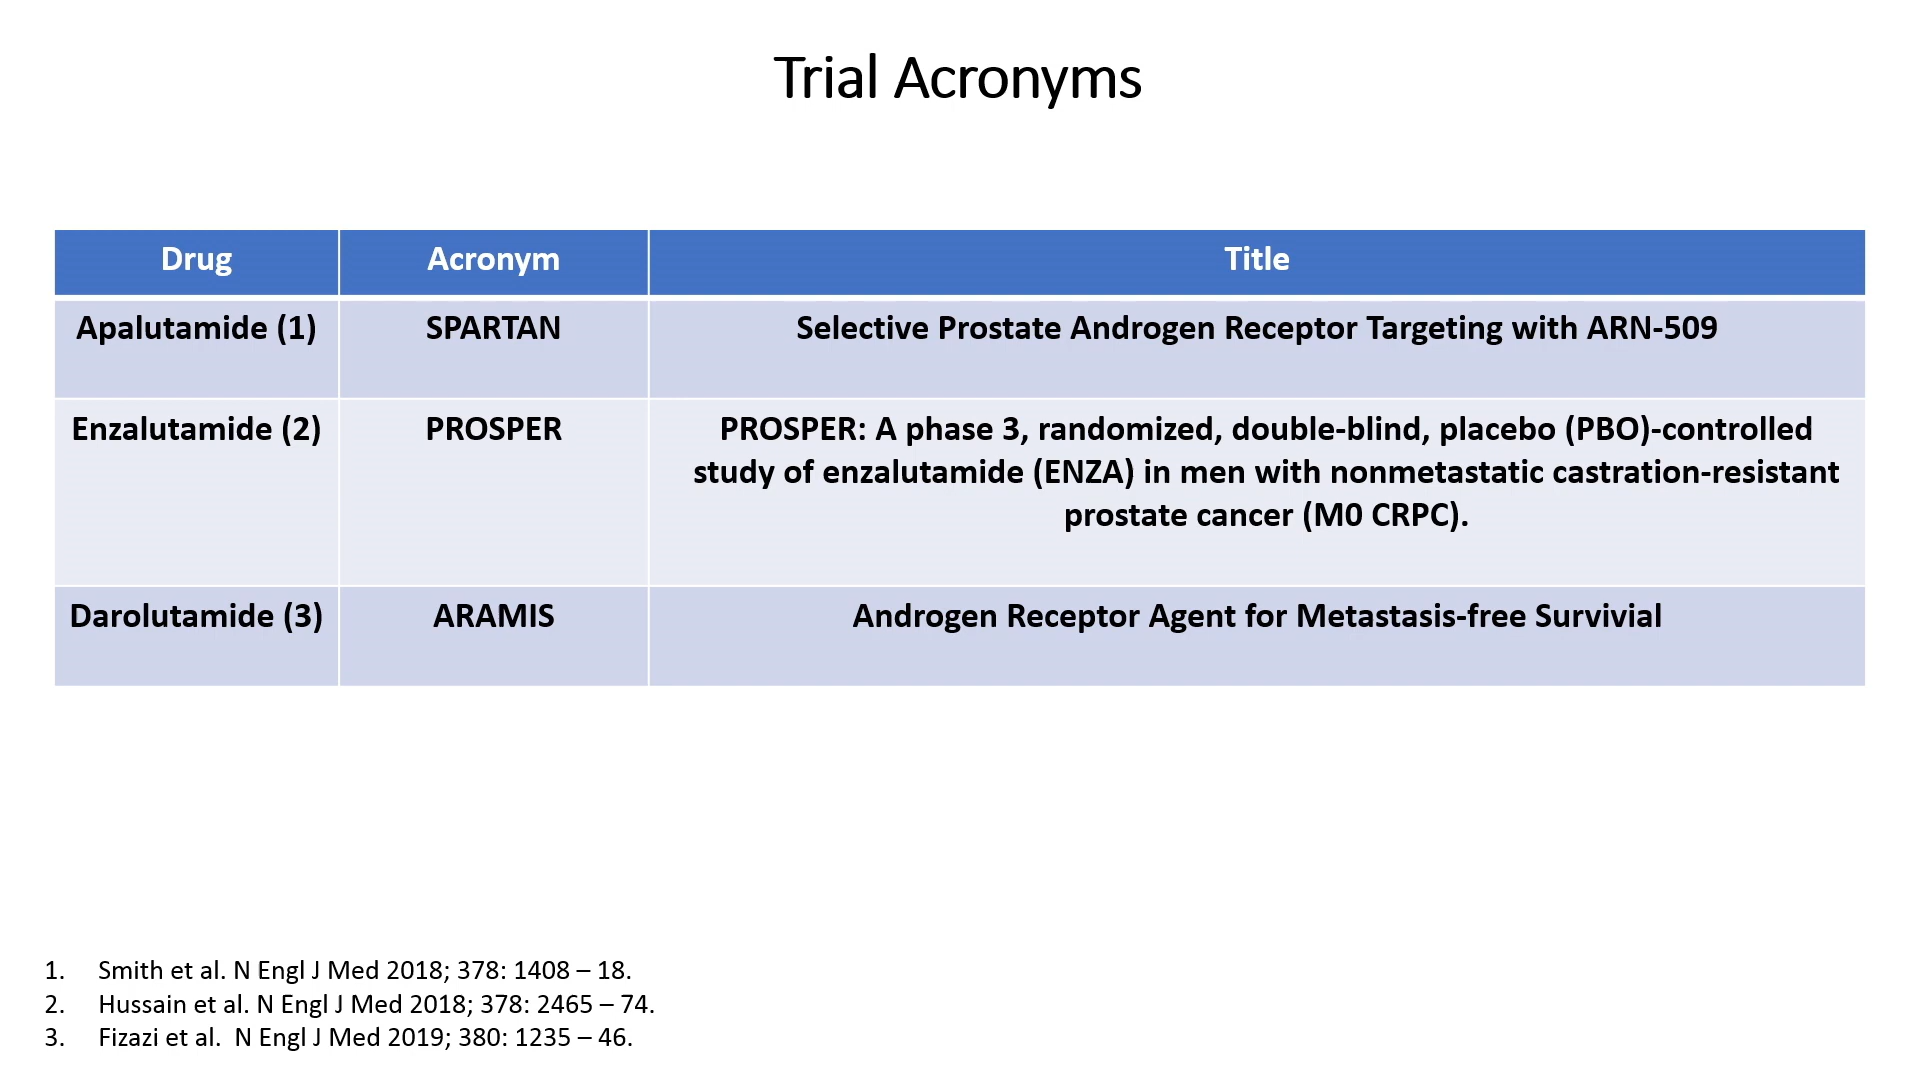 Trial Acronyms
Drug Acronym Title
Apalutamide (1) SPARTAN Selective Prostate Androgen Receptor Targeting with ARN-509
Enzalutamide (2) PROSPER PROSPER: A phase 3, randomized, double-blind, placebo (PBO)-controlled
study of enzalutamide (ENZA) in men with nonmetastatic castration-resistant
prostate cancer (M0 CRPC).
Darolutamide (3) ARAMIS Androgen Receptor Agent for Metastasis-free Survivial
1. Smith et al. N Engl J Med 2018; 378: 1408 – 18.
2. Hussain et al. N Engl J Med 2018; 378: 2465 – 74.
3. Fizazi et al.  N Engl J Med 2019; 380: 1235 – 46.